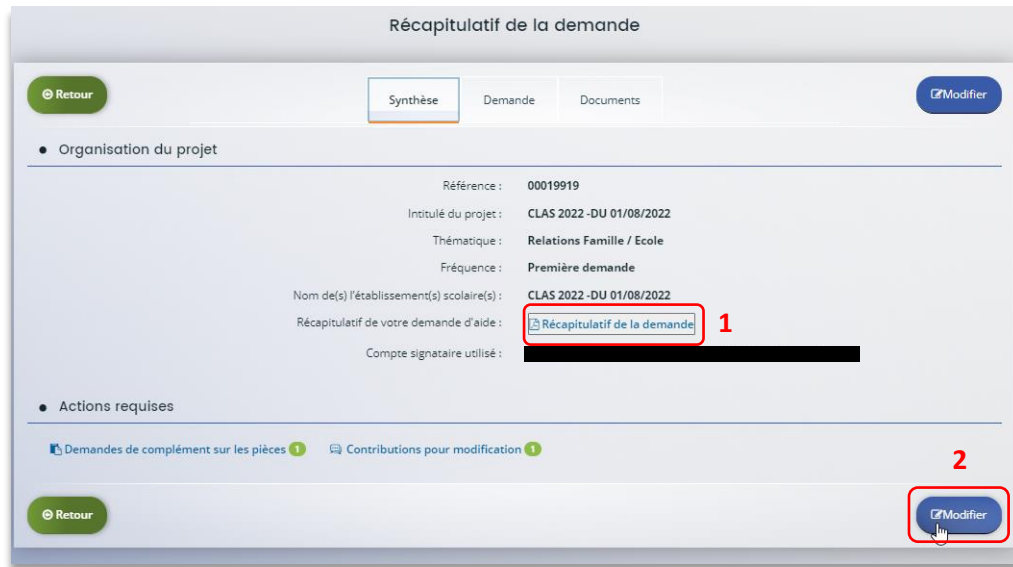 Récapitulatif de la demande
Retour
Synthèse Demande Documents
Modifier
Organisation du projet
Référence : 00019919
Intitulé du projet : CLAS 2022 -DU 01/08/2022
Thématique : Relations Famille / Ecole
Fréquence : Première demande
Nom de(s) l'établissement(s) scolaire(s) : CLAS 2022 -DU 01/08/2022
Récapitulatif de votre demande d'aide : Récapitulatif de la demande 1
Compte signataire utilisé :
Actions requises
Demandes de complément sur les pièces 1 Contributions pour modification 1
2
Retour
Modifier